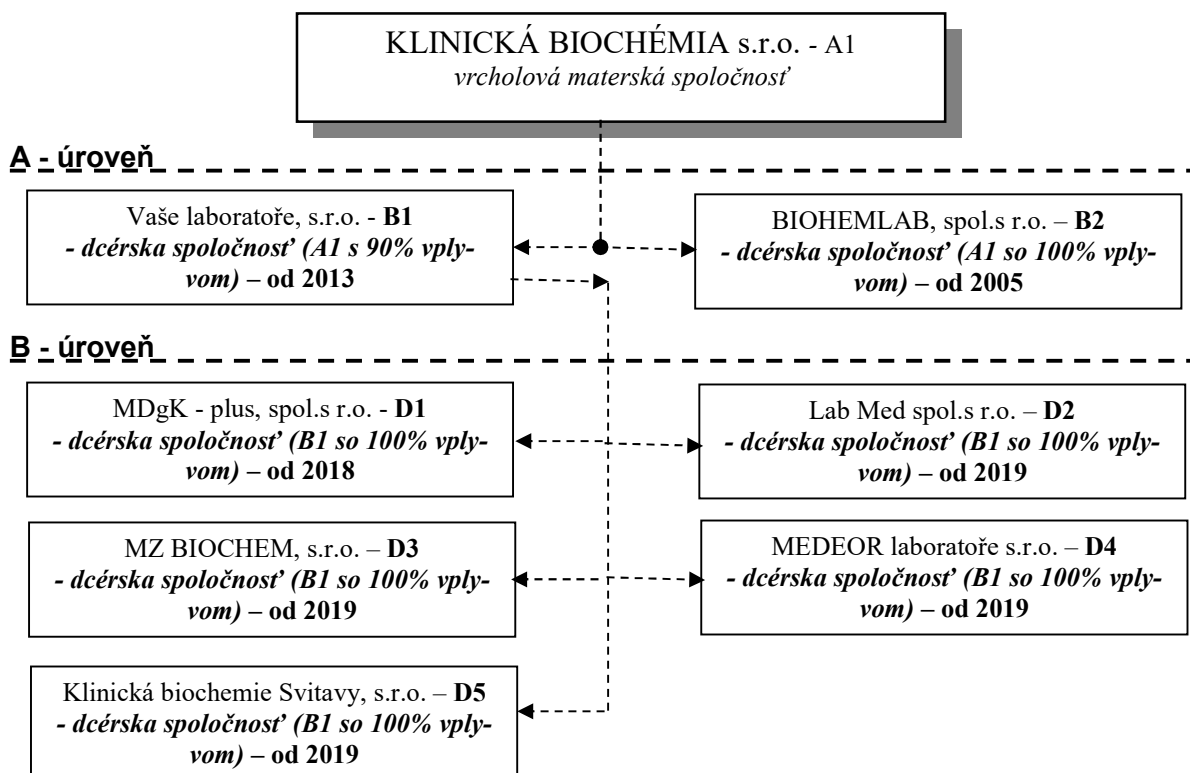 KLINICKÁ BIOCHÉMIA s.r.o. - A1
vrcholová materská spoločnosť
A - úroveň
Vaše laboratoře, s.r.o. - B1
- dcérska spoločnosť (A1 s 90% vply-
vom) – od 2013
BIOHEMLAB, spol.s r.o. – B2
- dcérska spoločnosť (A1 so 100% vply-
vom) – od 2005
B - úroveň
MDgK - plus, spol.s r.o. - D1
- dcérska spoločnosť (B1 so 100% vply-
vom) – od 2018
Lab Med spol.s r.o. – D2
- dcérska spoločnosť (B1 so 100% vply-
vom) – od 2019
MZ BIOCHEM, s.r.o. – D3
- dcérska spoločnosť (B1 so 100% vply-
vom) – od 2019
MEDEOR laboratoře s.r.o. – D4
- dcérska spoločnosť (B1 so 100% vply-
vom) – od 2019
Klinická biochemie Svitavy, s.r.o. – D5
- dcérska spoločnosť (B1 so 100% vply-
vom) – od 2019